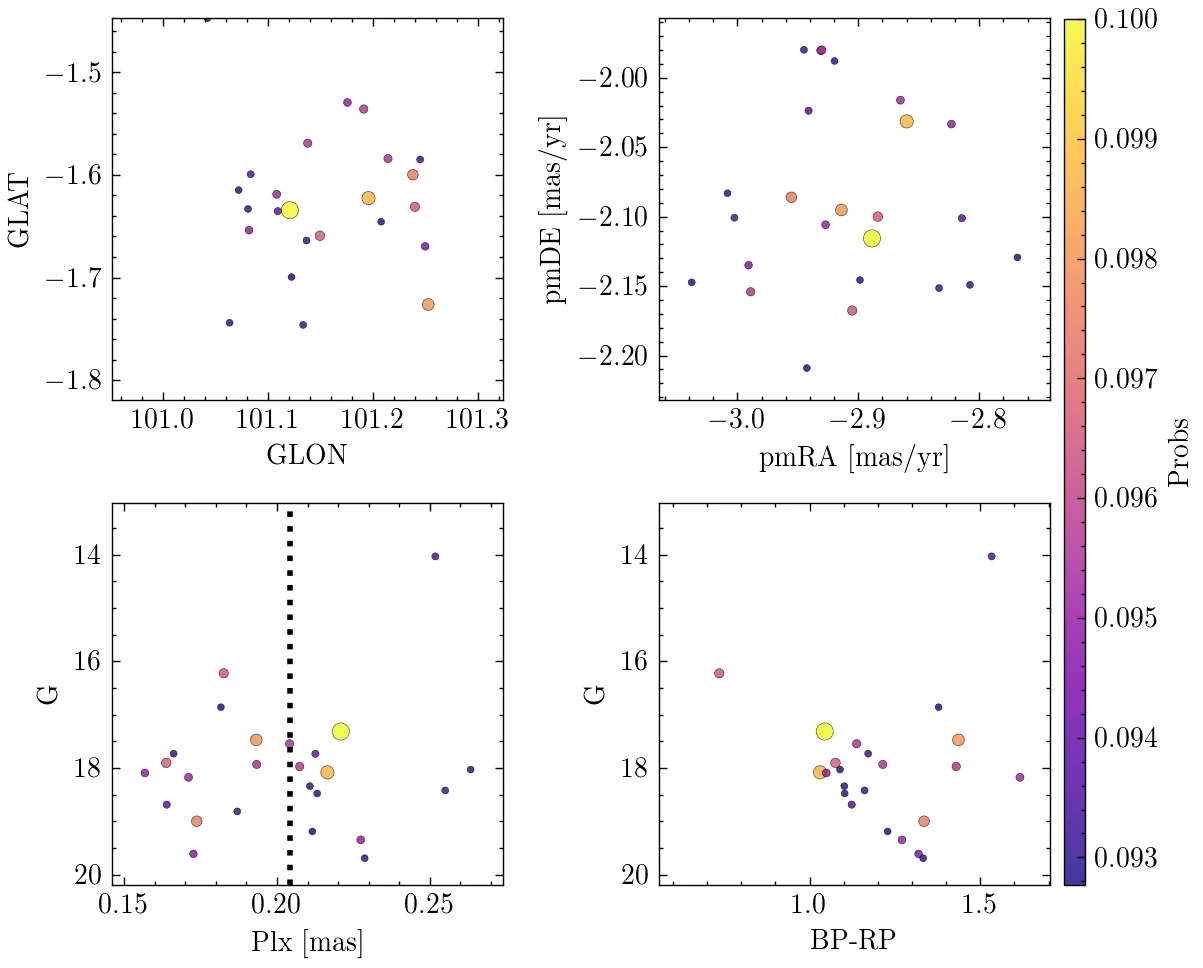 −1.5
−1.6
−1.7
−1.8
GLAT
101.0 101.1 101.2 101.3
GLON
−2.00
−2.05
−2.10
−2.15
−2.20
pmDE [mas/yr]
−3.0 −2.9 −2.8
pmRA [mas/yr]
14
16
18
20
G
0.15 0.20 0.25
Plx [mas]
14
16
18
20
G
1.0 1.5
BP-RP
0.100
0.099
0.098
0.097
0.096
0.095
0.094
0.093
Probs